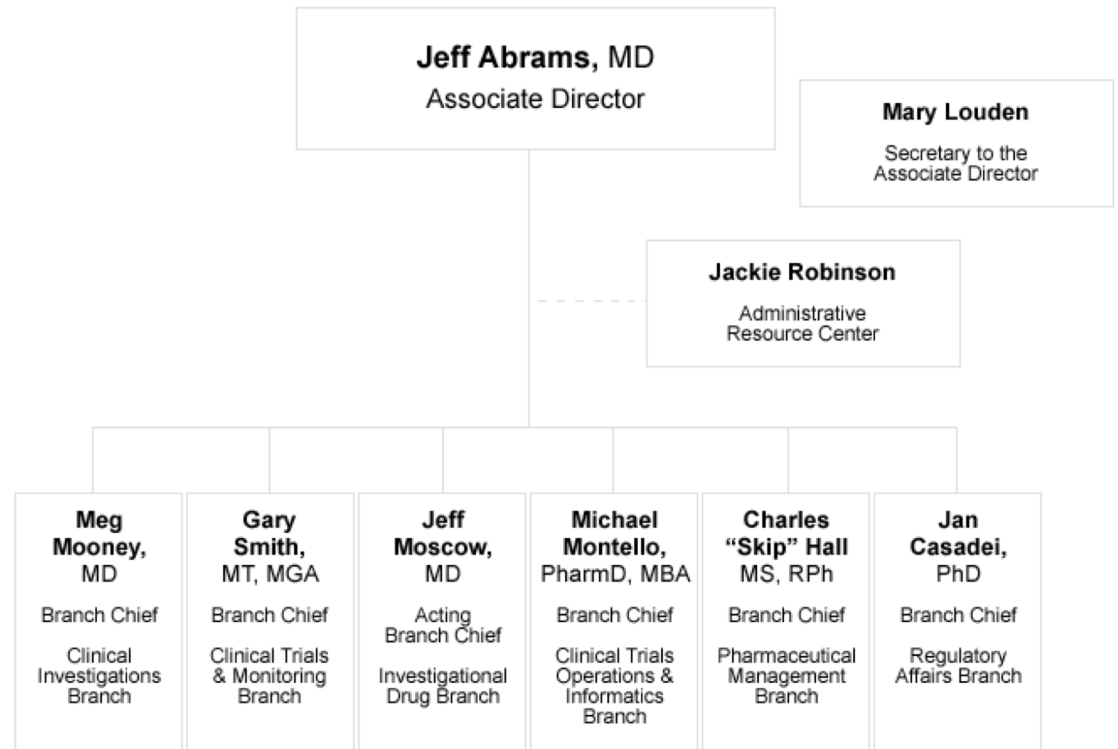 Jeff Abrams, MD
Associate Director
Mary Louden
Secretary to the
Associate Director
Jackie Robinson
Administrative
Resource Center
Meg
Mooney,
MD
Branch Chief
Clinical
Investigations
Branch
Gary
Smith,
MT, MGA
Branch Chief
Clinical Trials
& Monitoring
Branch
Jeff
Moscow,
MD
Acting
Branch Chief
Investigational
Drug Branch
Michael
Montello,
PharmD, MBA
Branch Chief
Clinical Trials
Operations &
Informatics
Branch
Charles
“Skip” Hall
MS, RPh
Branch Chief
Pharmaceutical
Management
Branch
Jan
Casadei,
PhD
Branch Chief
Regulatory
Affairs Branch